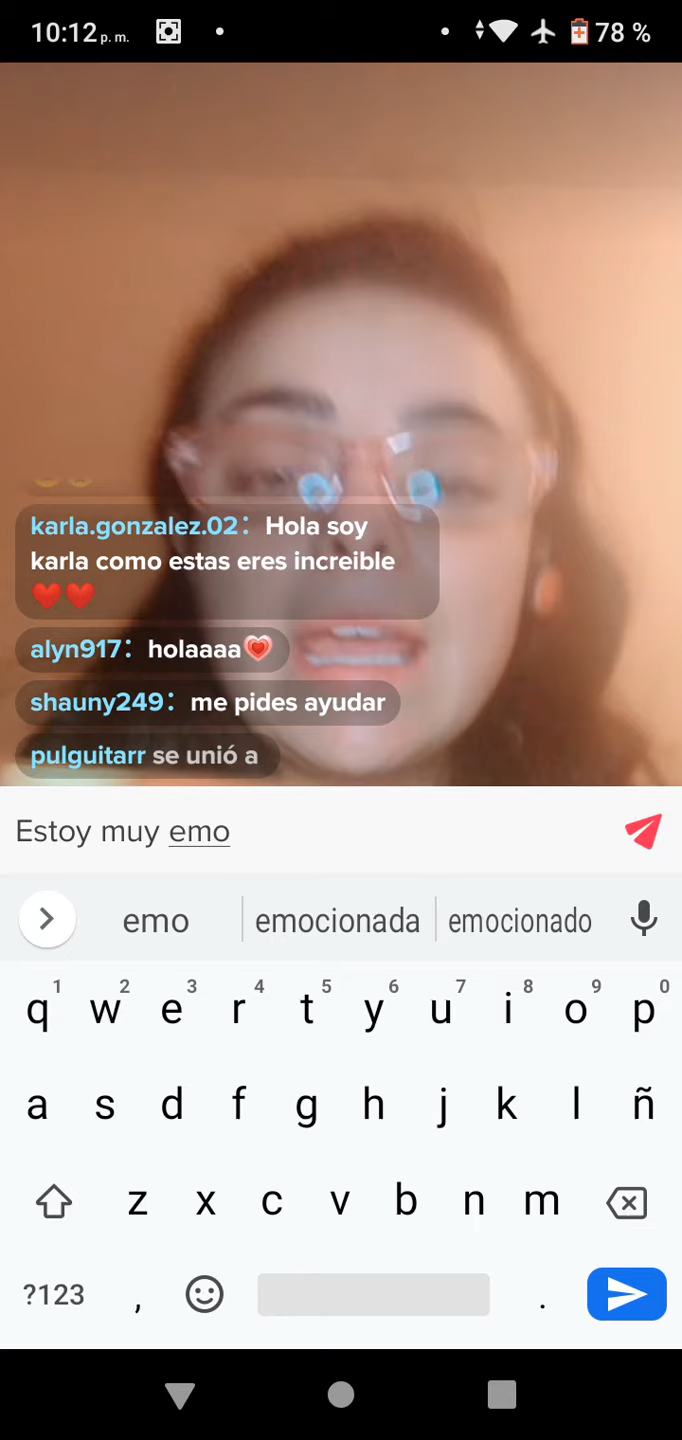 10:12 p. m. 78 %
karla.gonzalez.02: Hola soy
karla como estas eres increible
❤️❤️
alyn917: holaaaa💗
shauny249: me pides ayudar
pulguitarr se unió a
Estoy muy emo
emo emocionada emocionado
1 2 3 4 5 6 7 8 9 0
q w e r t y u i o p
a s d f g h j k l ñ
z x c v b n m
?123 , .